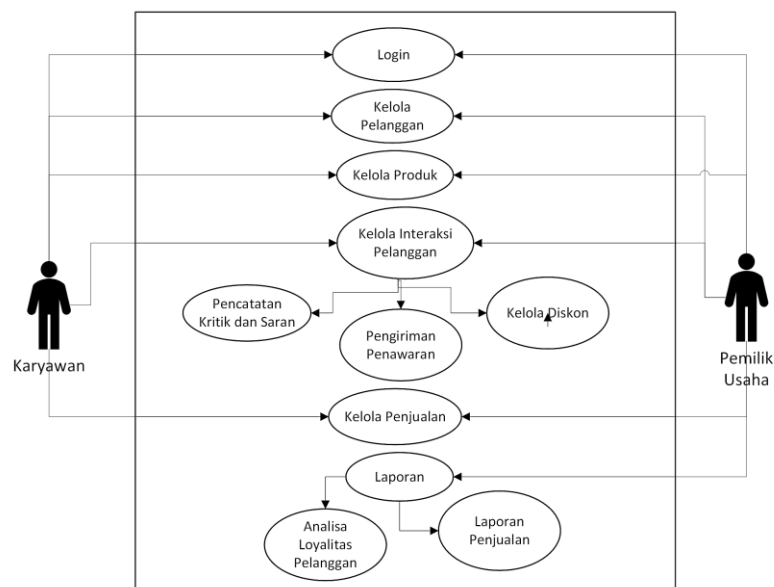 Login
Kelola
Pelanggan
Kelola Produk
Kelola Interaksi
Pelanggan
Pencatatan
Kritik dan Saran
Pengiriman
Penawaran
Kelola Diskon
Karyawan
Pemilik
Usaha
Kelola Penjualan
Laporan
Analisa
Loyalitas
Pelanggan
Laporan
Penjualan